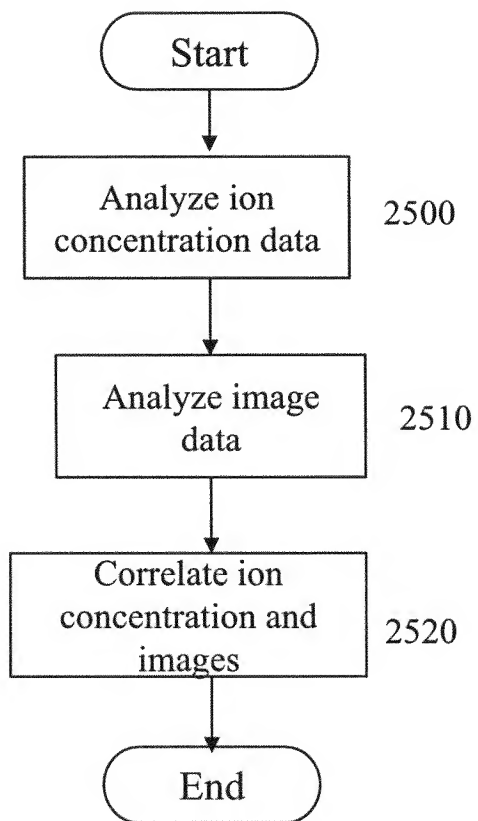 Start
Analyze ion
concentration data
2500
Analyze image
data
2510
Correlate ion
concentration and
images
2520
End